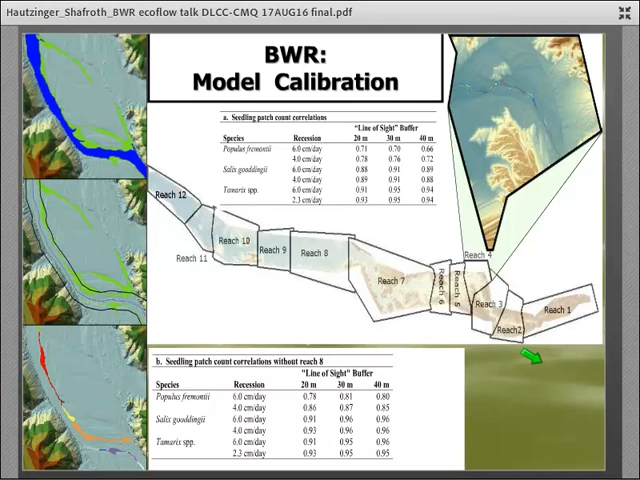 Hautzinger_Shafroth_BWR ecoflow talk DLCC-CMQ 17AUG16 final.pdf
BWR:
Model Calibration
a. Seedling patch count correlations
"Line of Sight" Buffer
Species Recession 20 m 30 m 40 m
Populus fremontii 6.0 cm/day 0.71 0.70 0.66
4.0 cm/day 0.78 0.76 0.72
Salix gooddingii 6.0 cm/day 0.88 0.91 0.89
4.0 cm/day 0.89 0.91 0.88
Tamarix spp. 6.0 cm/day 0.91 0.95 0.94
2.3 cm/day 0.93 0.95 0.94
Reach 12
Reach 11
Reach 10
Reach 9
Reach 8
Reach 7
Reach 6
Reach 5
Reach 4
Reach 3
Reach2
Reach 1
b. Seedling patch count correlations without reach 8
"Line of Sight" Buffer
Species Recession 20 m 30 m 40 m
Populus fremontii 6.0 cm/day 0.78 0.81 0.80
4.0 cm/day 0.86 0.87 0.85
Salix gooddingii 6.0 cm/day 0.91 0.96 0.96
4.0 cm/day 0.93 0.96 0.96
Tamarix spp. 6.0 cm/day 0.91 0.95 0.96
2.3 cm/day 0.93 0.95 0.95